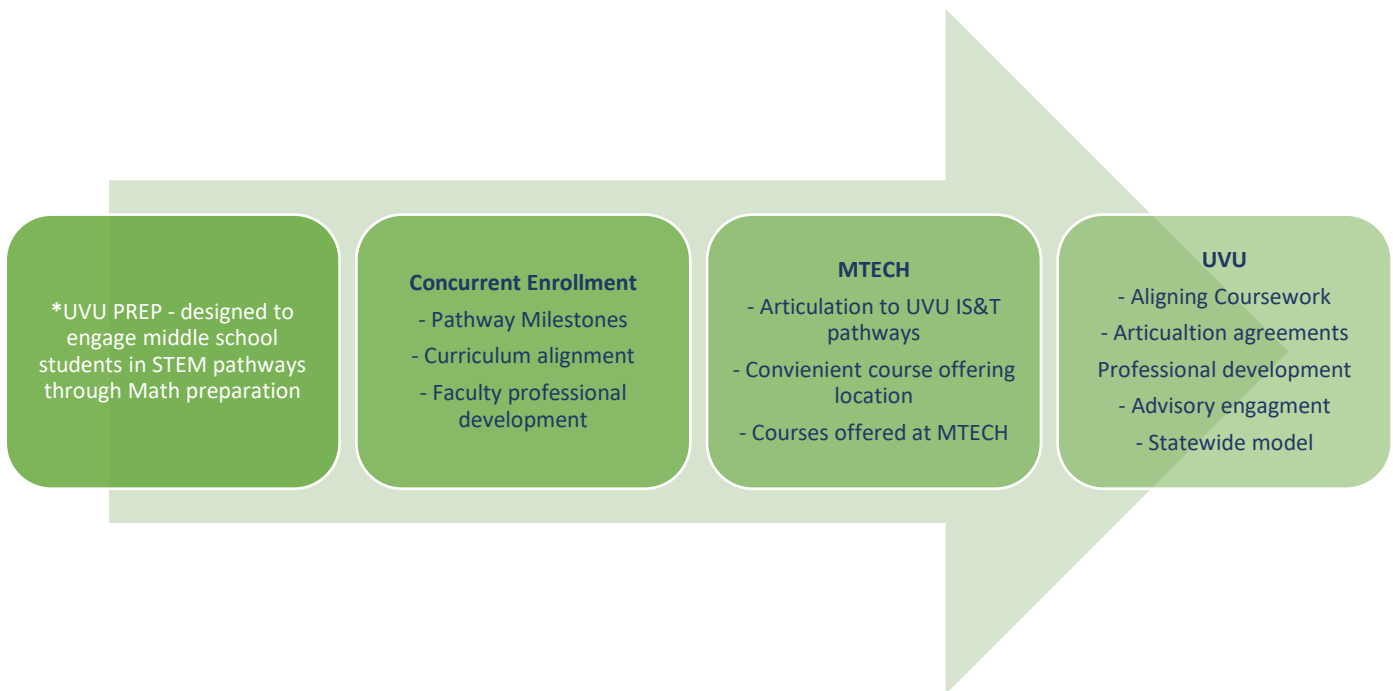 *UVU PREP - designed to
engage middle school
students in STEM pathways
through Math preparation
Concurrent Enrollment
- Pathway Milestones
- Curriculum alignment
- Faculty professional
development
MTECH
- Articulation to UVU IS&T
pathways
- Convienient course offering
location
- Courses offered at MTECH
UVU
- Aligning Coursework
- Articualtion agreements
Professional development
- Advisory engagment
- Statewide model